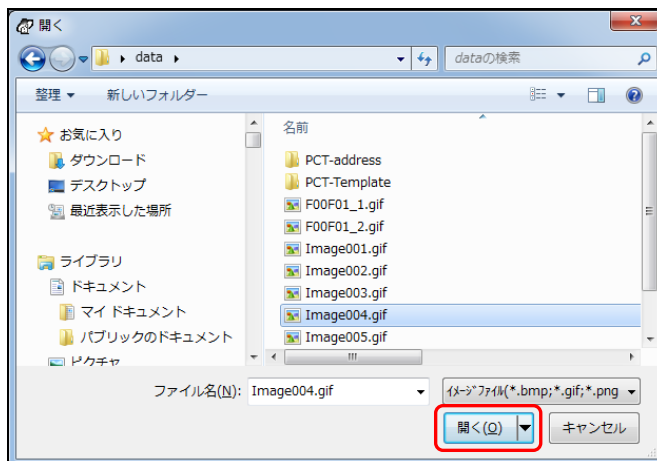 開く
data
dataの検索
整理 新しいフォルダー
お気に入り
ダウンロード
デスクトップ
最近表示した場所
ライブラリ
ドキュメント
マイ ドキュメント
パブリックのドキュメント
ピクチャ
名前
PCT-address
PCT-Template
F00F01_1.gif
F00F01_2.gif
Image001.gif
Image002.gif
Image003.gif
Image004.gif
Image005.gif
ファイル名(N): Image004.gif
ｲﾒｰｼﾞﾌｧｲﾙ(*.bmp;*.gif;*.png
開く(O) キャンセル